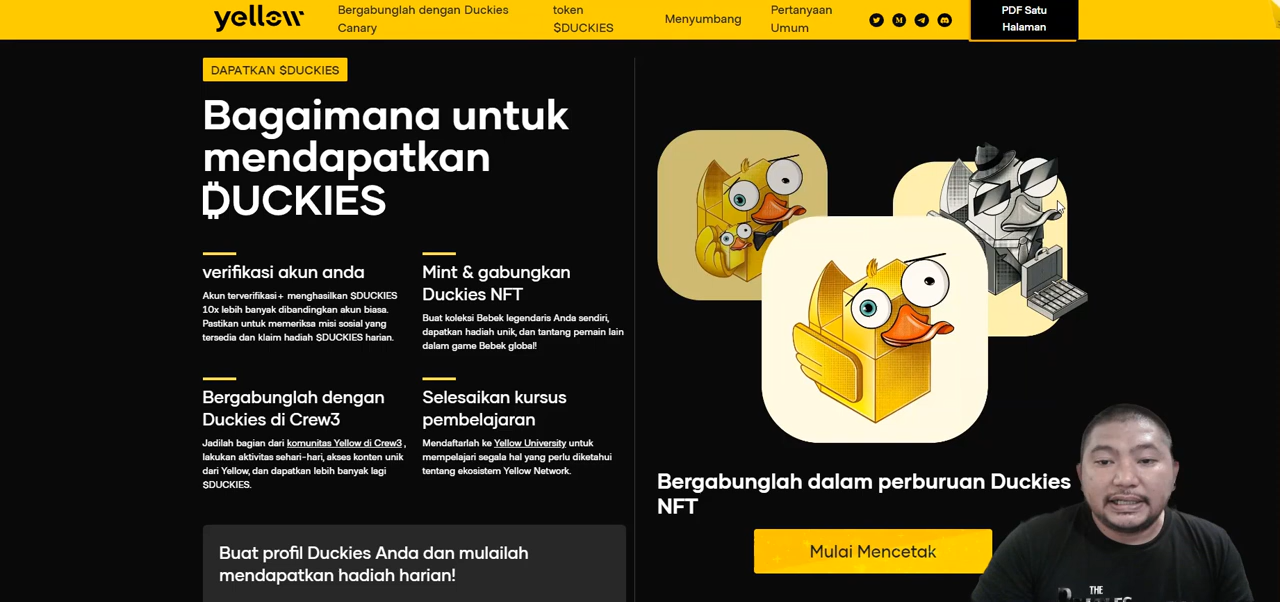 yellow
Bergabunglah dengan Duckies
Canary
token
$DUCKIES
Menyumbang
Pertanyaan
Umum
PDF Satu
Halaman
DAPATKAN $DUCKIES
Bagaimana untuk
mendapatkan
DUCKIES
verifikasi akun anda
Akun terverifikasi+ menghasilkan $DUCKIES
10x lebih banyak dibandingkan akun biasa.
Pastikan untuk memeriksa misi sosial yang
tersedia dan klaim hadiah $DUCKIES harian.
Mint & gabungkan
Duckies NFT
Buat koleksi Bebek legendaris Anda sendiri,
dapatkan hadiah unik, dan tantang pemain lain
dalam game Bebek global!
Bergabunglah dengan
Duckies di Crew3
Jadilah bagian dari komunitas Yellow di Crew3 ,
lakukan aktivitas sehari-hari, akses konten unik
dari Yellow, dan dapatkan lebih banyak lagi
$DUCKIES.
Selesaikan kursus
pembelajaran
Mendaftarlah ke Yellow University untuk
mempelajari segala hal yang perlu diketahui
tentang ekosistem Yellow Network.
Buat profil Duckies Anda dan mulailah
mendapatkan hadiah harian!
Bergabunglah dalam perburuan Duckies
NFT
Mulai Mencetak
THE